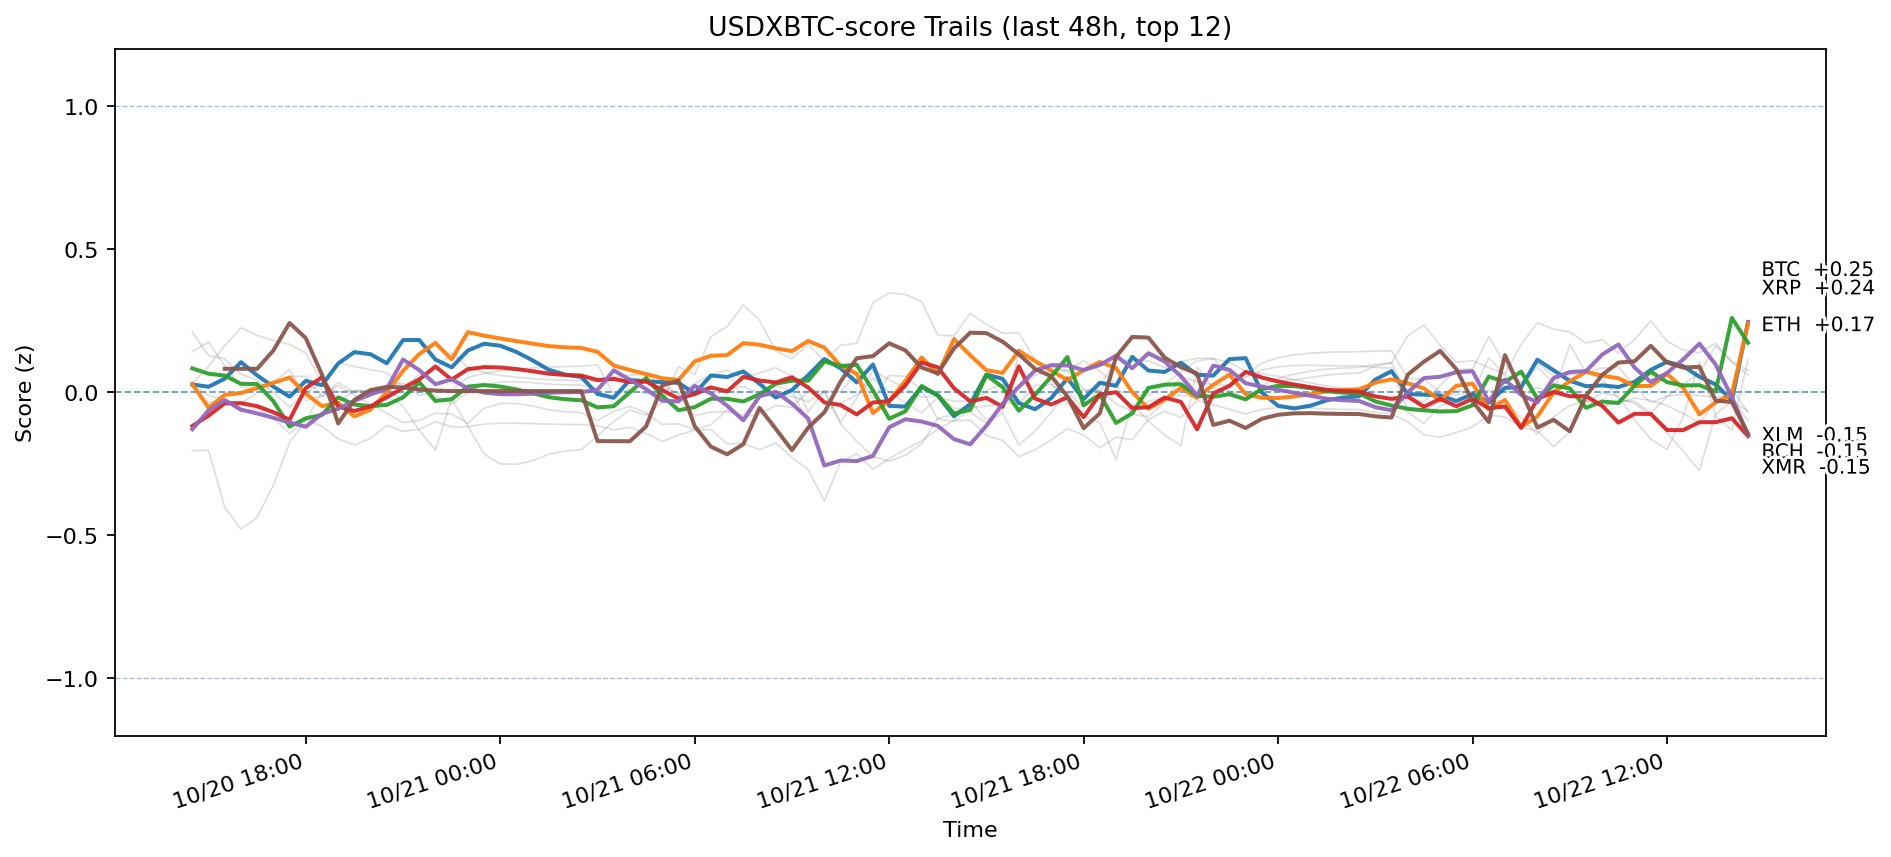 USDXBTC-score Trails (last 48h, top 12)
Score (z)
1.0
0.5
0.0
−0.5
−1.0
BTC +0.25
XRP +0.24
ETH +0.17
XLM -0.15
BCH -0.15
XMR -0.15
10/20 18:00
10/21 00:00
10/21 06:00
10/21 12:00
10/21 18:00
10/22 00:00
10/22 06:00
10/22 12:00
Time